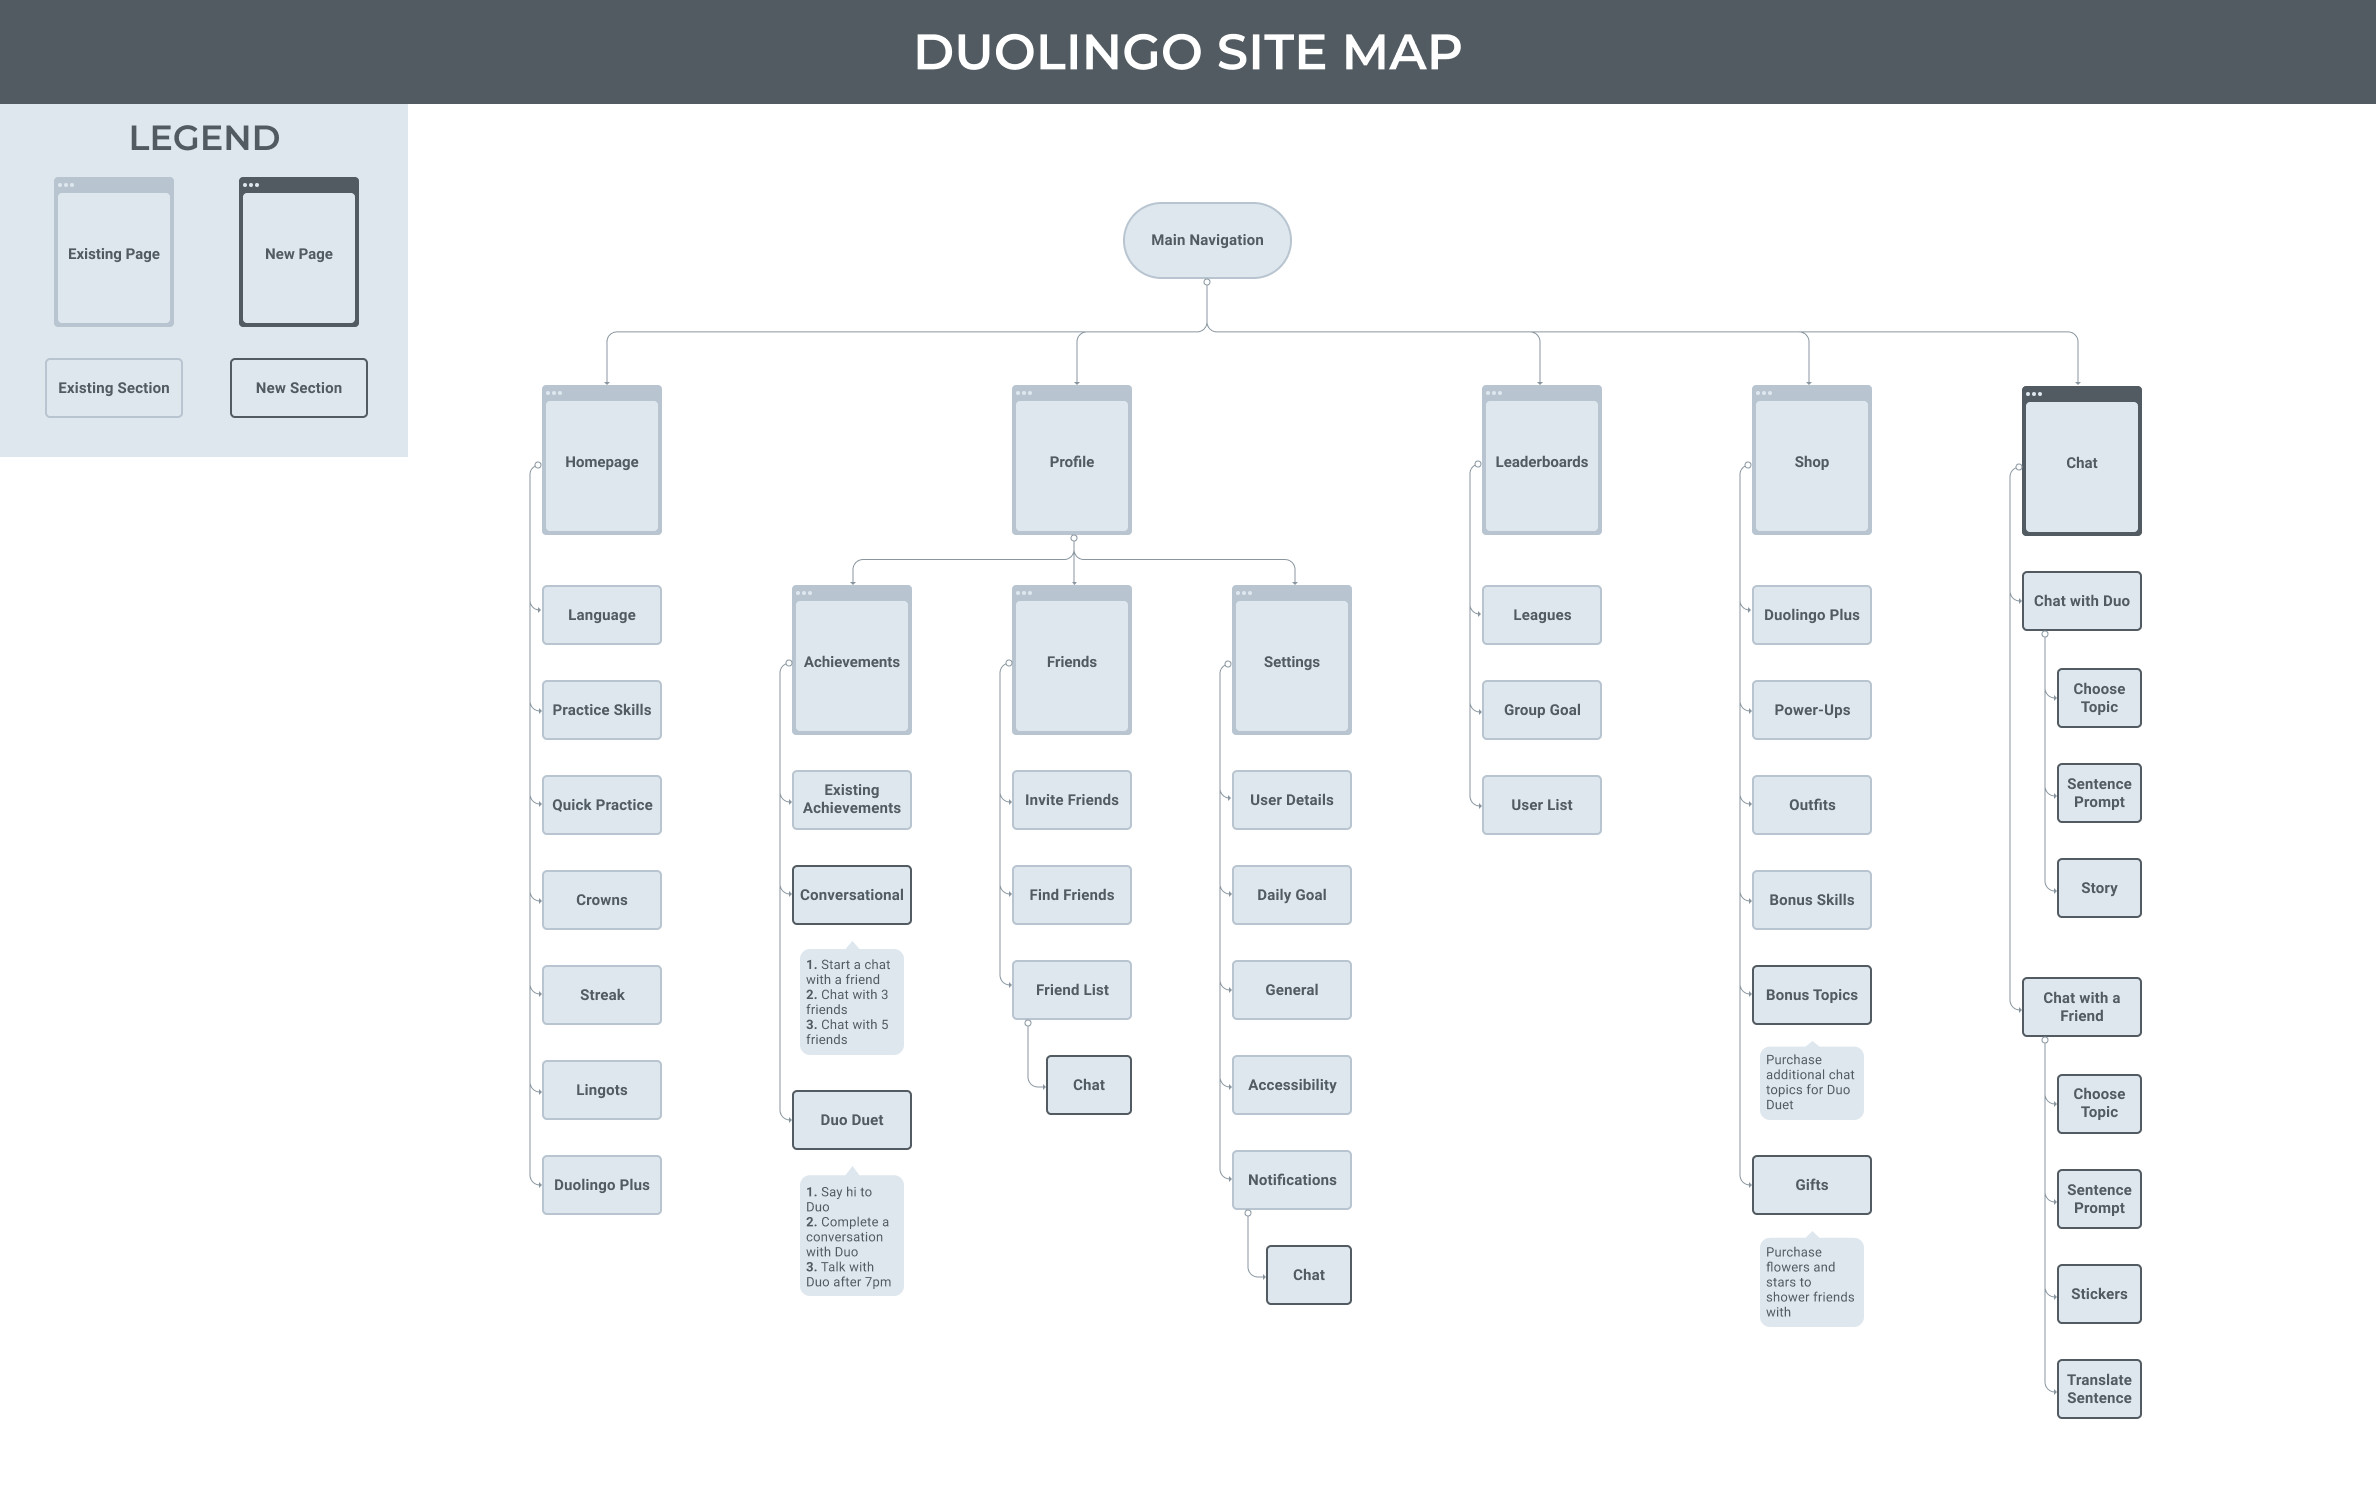 DUOLINGO SITE MAP
LEGEND
Existing Page
New Page
Existing Section
New Section
Main Navigation
Homepage
Language
Practice Skills
Quick Practice
Crowns
Streak
Lingots
Duolingo Plus
Profile
Achievements
Existing
Achievements
Conversational
1. Start a chat
with a friend
2. Chat with 3
friends
3. Chat with 5
friends
Duo Duet
1. Say hi to
Duo
2. Complete a
conversation
with Duo
3. Talk with
Duo after 7pm
Friends
Invite Friends
Find Friends
Friend List
Chat
Settings
User Details
Daily Goal
General
Accessibility
Notifications
Chat
Leaderboards
Leagues
Group Goal
User List
Shop
Duolingo Plus
Power-Ups
Outfits
Bonus Skills
Bonus Topics
Purchase
additional chat
topics for Duo
Duet
Gifts
Purchase
flowers and
stars to
shower friends
with
Chat
Chat with Duo
Choose
Topic
Sentence
Prompt
Story
Chat with a
Friend
Choose
Topic
Sentence
Prompt
Stickers
Translate
Sentence